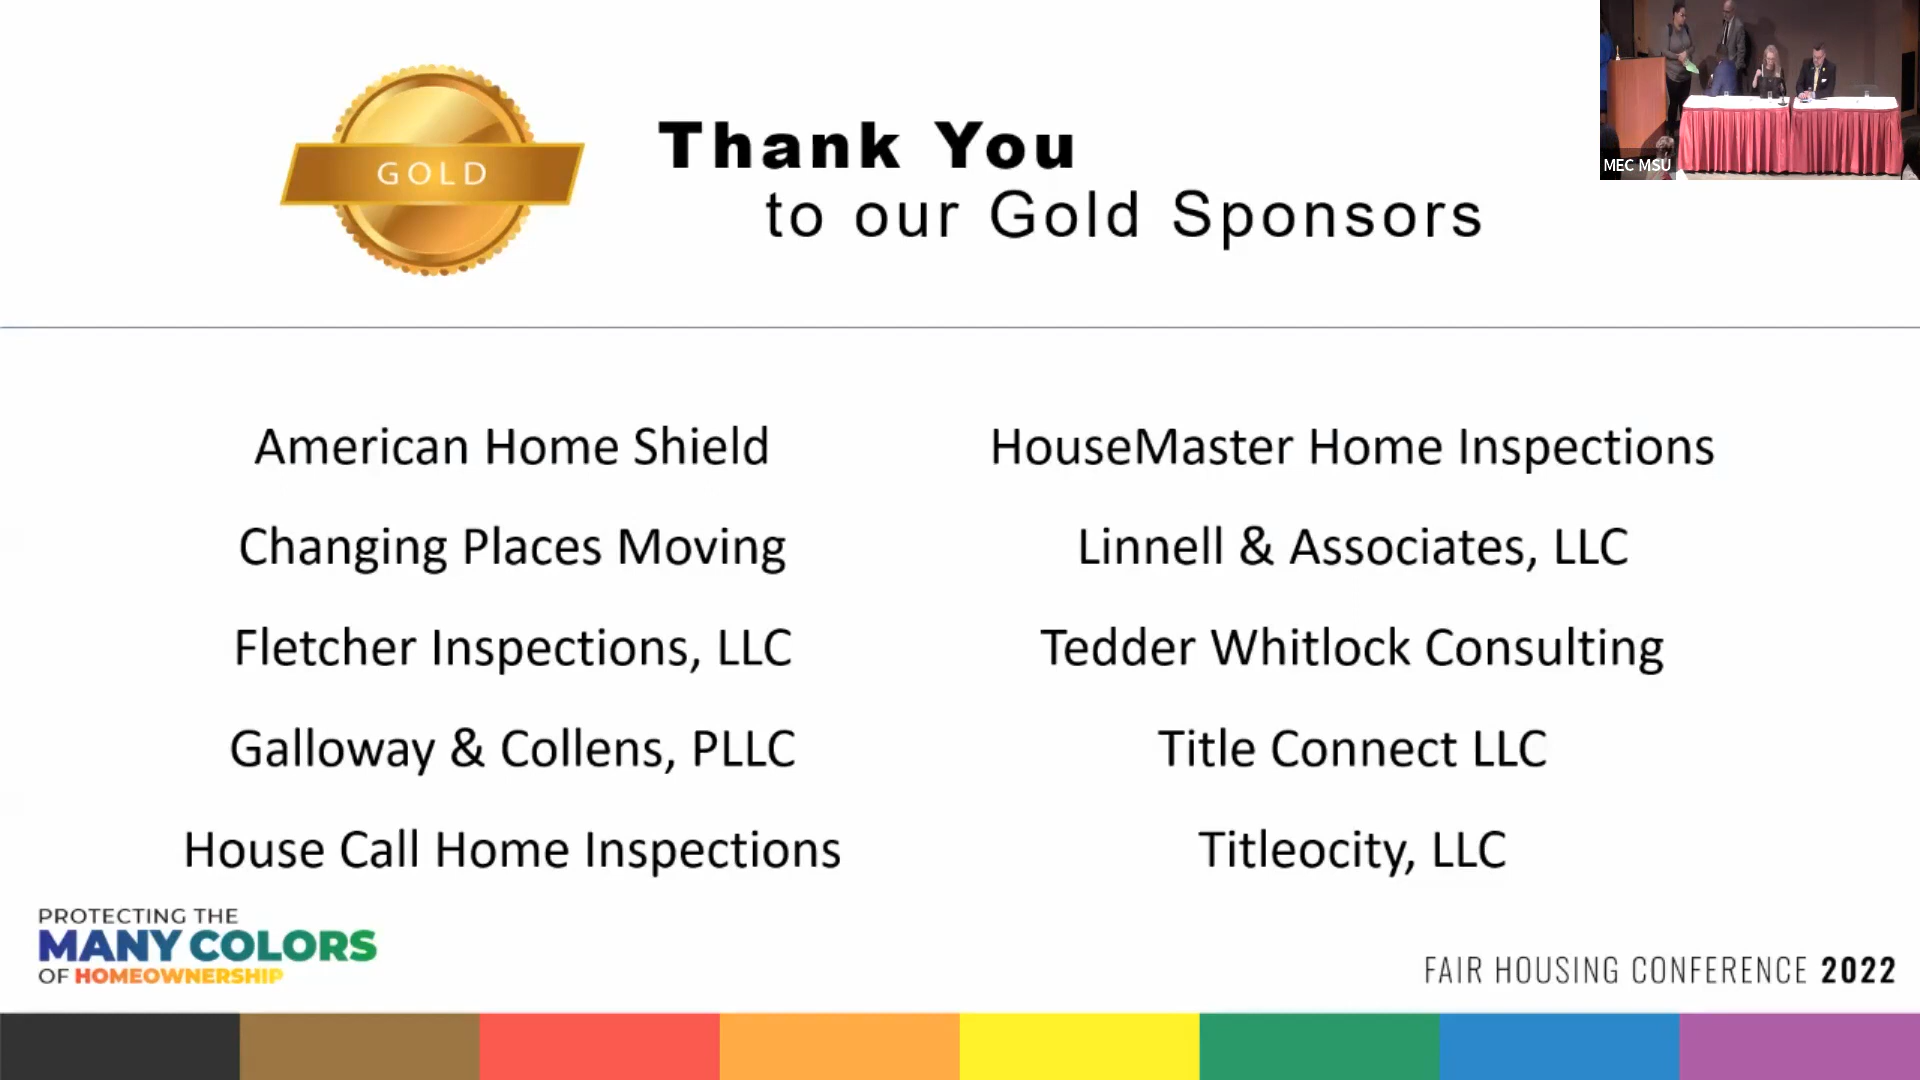 GOLD
Thank You
to our Gold Sponsors
MEC MSU
American Home Shield
Changing Places Moving
Fletcher Inspections, LLC
Galloway & Collens, PLLC
House Call Home Inspections
HouseMaster Home Inspections
Linnell & Associates, LLC
Tedder Whitlock Consulting
Title Connect LLC
Titleocity, LLC
PROTECTING THE
MANY COLORS
OF HOMEOWNERSHIP
FAIR HOUSING CONFERENCE 2022